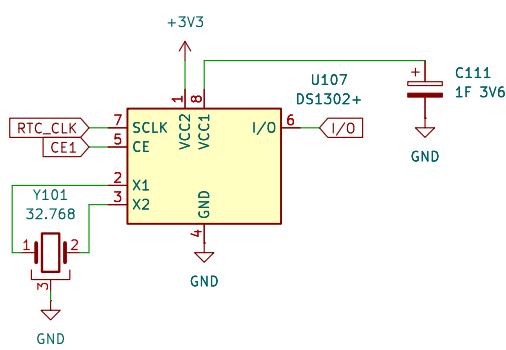 +3V3
C111
1F 3V6
U107
DS1302+
1
8
VCC2
VCC1
RTC_CLK
7
SCLK
I/O
6
I/O
CE1
5
CE
2
X1
3
X2
GND
4
GND
GND
Y101
32.768
1
2
3
GND